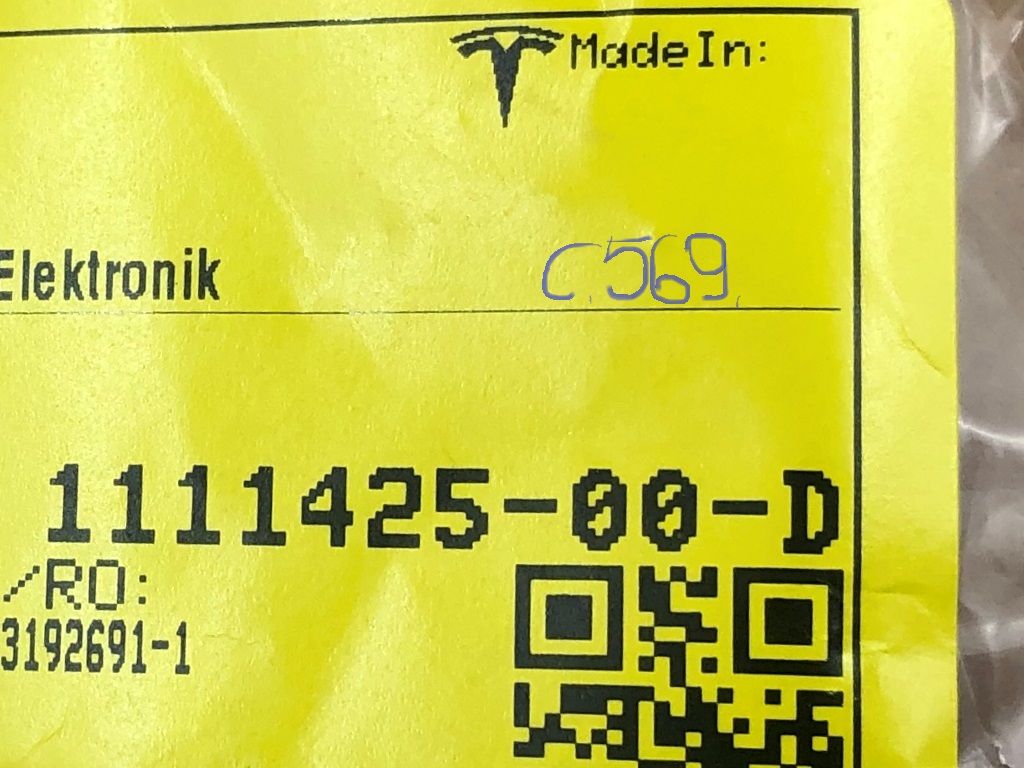 MadeIn:
Elektronik
C569
1111425-00-D
/RO:
3192691-1